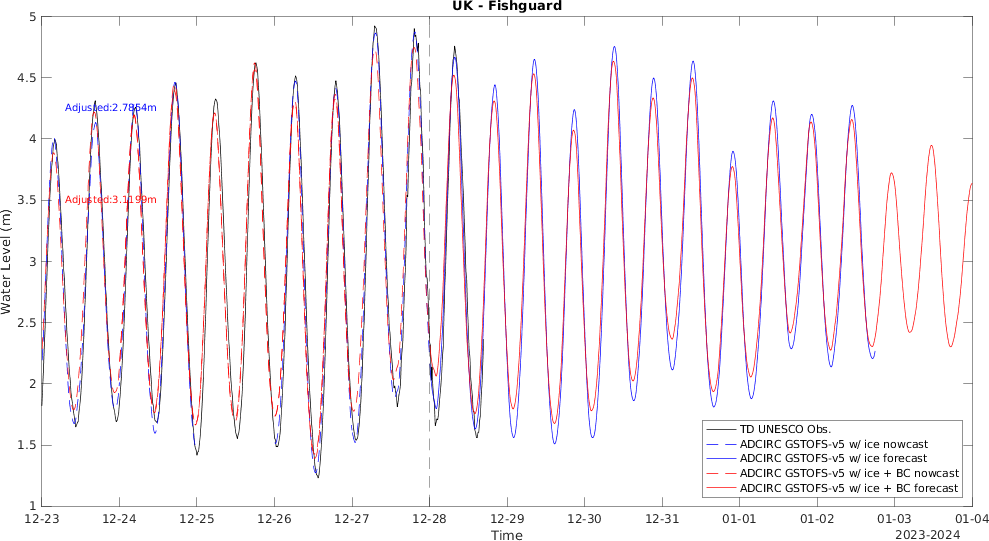 UK - Fishguard
5
4.5
4
3.5
3
2.5
2
1.5
1
Water Level (m)
Adjusted:2.7854m
Adjusted:3.1199m
TD UNESCO Obs.
ADCIRC GSTOFS-v5 w/ ice nowcast
ADCIRC GSTOFS-v5 w/ ice forecast
ADCIRC GSTOFS-v5 w/ ice + BC nowcast
ADCIRC GSTOFS-v5 w/ ice + BC forecast
12-23 12-24 12-25 12-26 12-27 12-28 12-29 12-30 12-31 01-01 01-02 01-03 01-04
Time
2023-2024